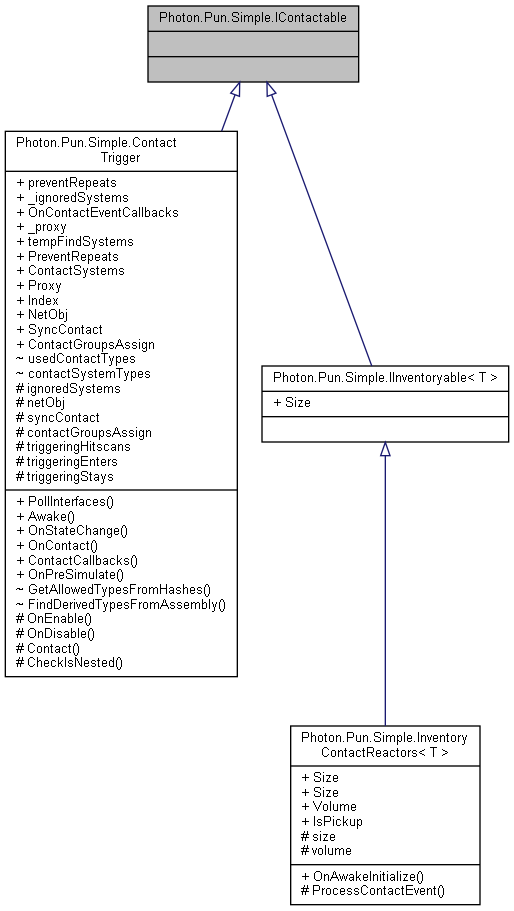 Photon.Pun.Simple.IContactable
Photon.Pun.Simple.Contact
Trigger
+ preventRepeats
+ _ignoredSystems
+ OnContactEventCallbacks
+ _proxy
+ tempFindSystems
+ PreventRepeats
+ ContactSystems
+ Proxy
+ Index
+ NetObj
+ SyncContact
+ ContactGroupsAssign
~ usedContactTypes
~ contactSystemTypes
# ignoredSystems
# netObj
# syncContact
# contactGroupsAssign
# triggeringHitscans
# triggeringEnters
# triggeringStays
+ PollInterfaces()
+ Awake()
+ OnStateChange()
+ OnContact()
+ ContactCallbacks()
+ OnPreSimulate()
~ GetAllowedTypesFromHashes()
~ FindDerivedTypesFromAssembly()
# OnEnable()
# OnDisable()
# Contact()
# CheckIsNested()
Photon.Pun.Simple.IInventoryable< T >
+ Size
Photon.Pun.Simple.Inventory
ContactReactors< T >
+ Size
+ Size
+ Volume
+ IsPickup
# size
# volume
+ OnAwakeInitialize()
# ProcessContactEvent()